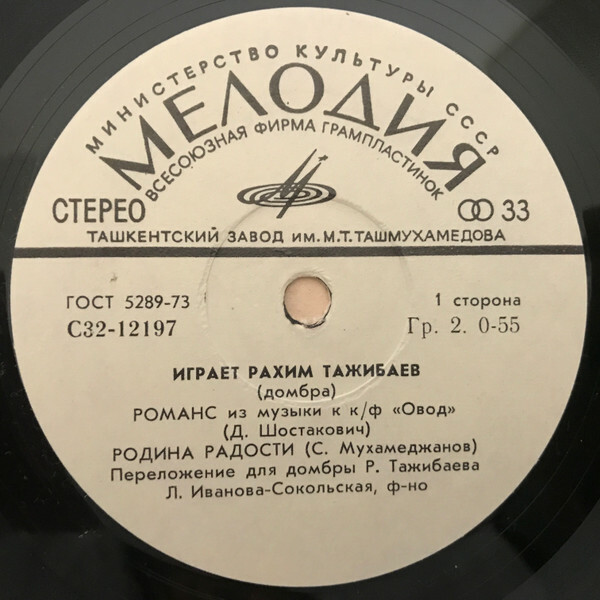 МИНИСТЕРСТВО КУЛЬТУРЫ СССР
МЕЛОДИЯ
ВСЕСОЮЗНАЯ ФИРМА ГРАМПЛАСТИНОК
СТЕРЕО 33
ТАШКЕНТСКИЙ ЗАВОД ИМ. М.Т. ТАШМУХАМЕДОВА
ГОСТ 5289-73 1 сторона
С32-12197 Гр. 2. 0-55
ИГРАЕТ РАХИМ ТАЖИБАЕВ
(домбра)
РОМАНС из музыки к к/ф «Овод»
(Д. Шостакович)
РОДИНА РАДОСТИ (С. Мухамеджанов)
Переложение для домбры Р. Тажибаева
Л. Иванова-Сокольская, ф-но